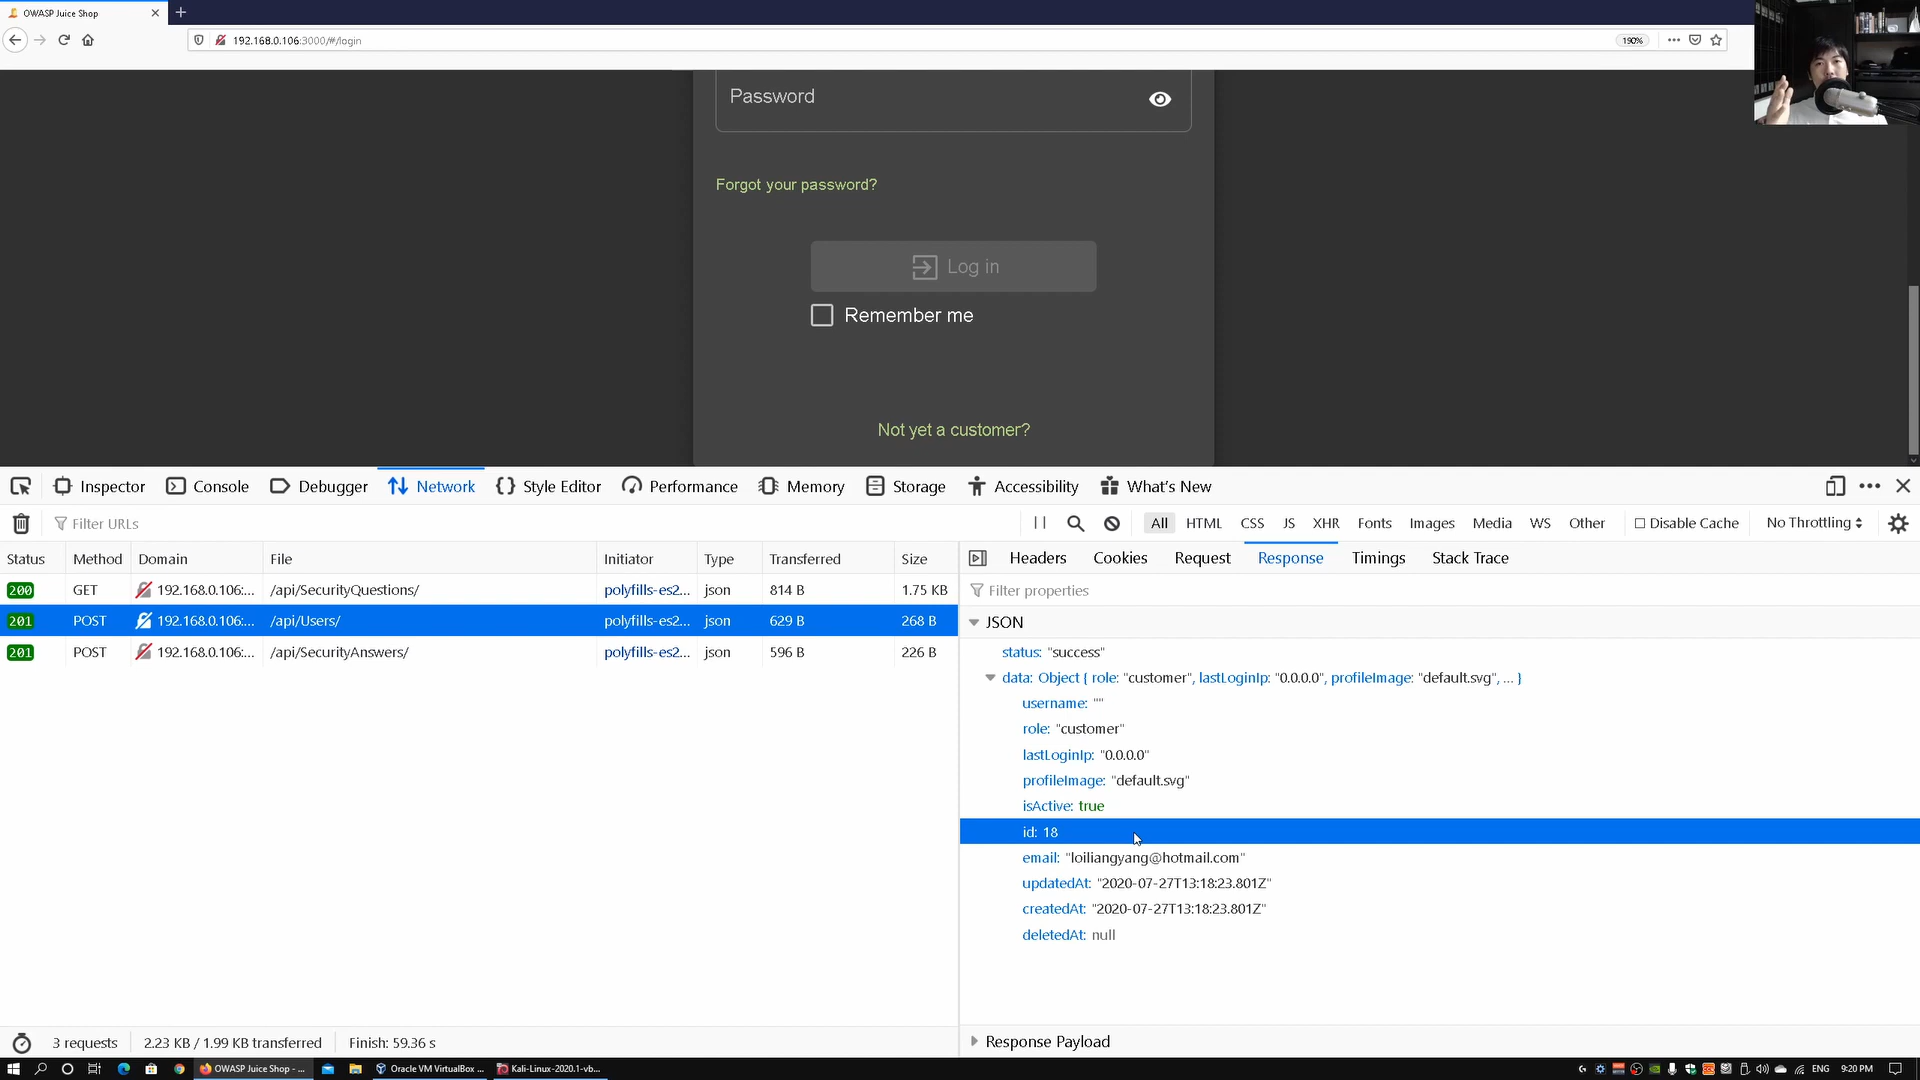 OWASP Juice Shop
192.168.0.106:3000/#/login
190%
Password
Forgot your password?
Log in
Remember me
Not yet a customer?
Inspector Console Debugger Network Style Editor Performance Memory Storage Accessibility What's New
Filter URLs
All HTML CSS JS XHR Fonts Images Media WS Other Disable Cache No Throttling
Status Method Domain File Initiator Type Transferred Size
200 GET 192.168.0.106:... /api/SecurityQuestions/ polyfills-es2... json 814 B 1.75 KB
201 POST 192.168.0.106:... /api/Users/ polyfills-es2... json 629 B 268 B
201 POST 192.168.0.106:... /api/SecurityAnswers/ polyfills-es2... json 596 B 226 B
Headers Cookies Request Response Timings Stack Trace
Filter properties
JSON
status: "success"
data: Object { role: "customer", lastLoginIp: "0.0.0.0", profileImage: "default.svg", ... }
username: ""
role: "customer"
lastLoginIp: "0.0.0.0"
profileImage: "default.svg"
isActive: true
id: 18
email: "loiliangyang@hotmail.com"
updatedAt: "2020-07-27T13:18:23.801Z"
createdAt: "2020-07-27T13:18:23.801Z"
deletedAt: null
Response Payload
3 requests 2.23 KB / 1.99 KB transferred Finish: 59.36 s
OWASP Juice Shop - ... Oracle VM VirtualBox ... Kali-Linux-2020.1-vb... ENG 9:20 PM